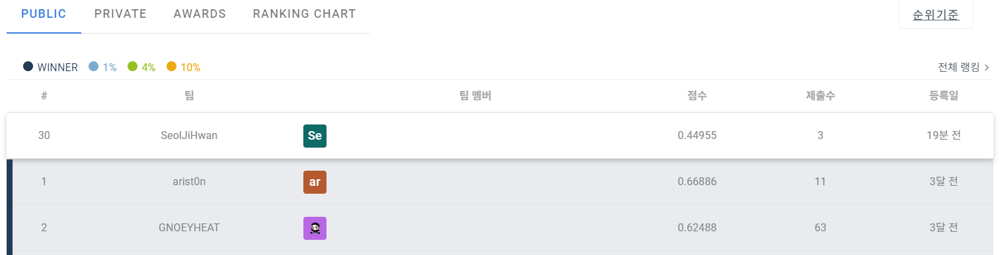 PUBLIC PRIVATE AWARDS RANKING CHART 순위기준
WINNER 1% 4% 10% 전체 랭킹 >
# 팀 팀 멤버 점수 제출수 등록일
30 SeolJiHwan Se 0.44955 3 19분 전
1 arist0n ar 0.66886 11 3달 전
2 GNOEYHEAT 0.62488 63 3달 전